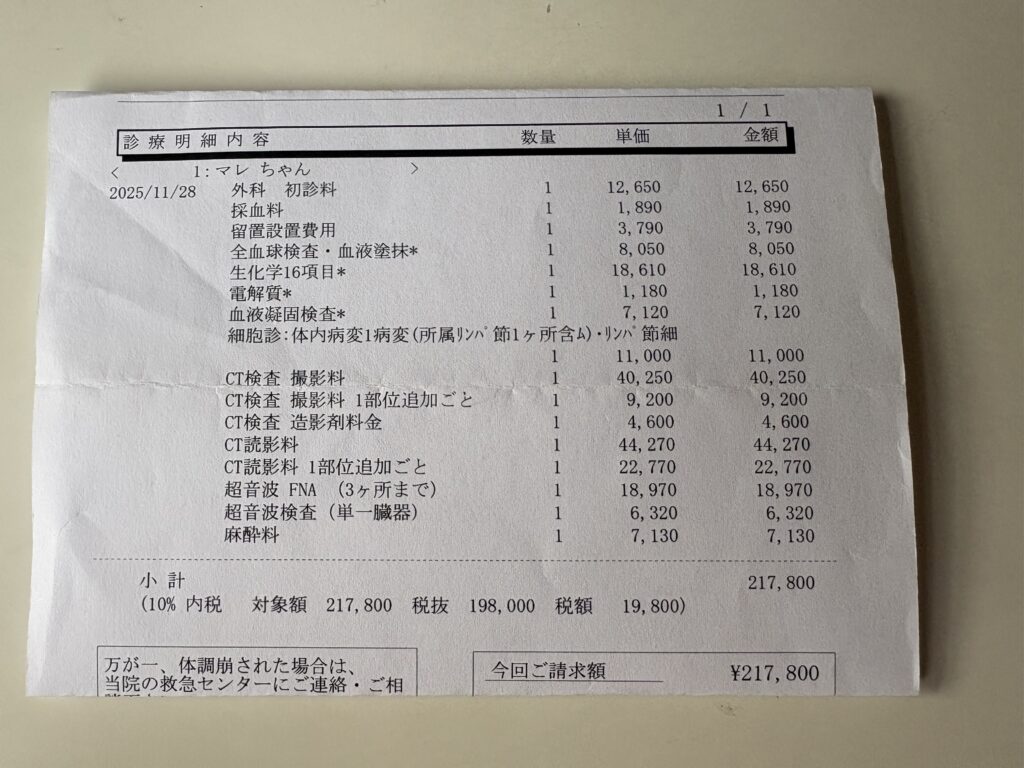 1 / 1
診療明細内容 数量 単価 金額
< 1:マレ ちゃん >
2025/11/28 外科 初診料 1 12,650 12,650
採血料 1 1,890 1,890
留置設置費用 1 3,790 3,790
全血球検査・血液塗抹* 1 8,050 8,050
生化学16項目* 1 18,610 18,610
電解質* 1 1,180 1,180
血液凝固検査* 1 7,120 7,120
細胞診:体内病変1病変(所属ﾘﾝﾊﾟ節1ヶ所含ム)・ﾘﾝﾊﾟ節細
1 11,000 11,000
CT検査 撮影料 1 40,250 40,250
CT検査 撮影料 1部位追加ごと 1 9,200 9,200
CT検査 造影剤料金 1 4,600 4,600
CT読影料 1 44,270 44,270
CT読影料 1部位追加ごと 1 22,770 22,770
超音波 FNA (3ヶ所まで) 1 18,970 18,970
超音波検査(単一臓器) 1 6,320 6,320
麻酔料 1 7,130 7,130
小 計 217,800
(10% 内税 対象額 217,800 税抜 198,000 税額 19,800)
万が一、体調崩された場合は、
当院の救急センターにご連絡・ご相
今回ご請求額 ¥217,800